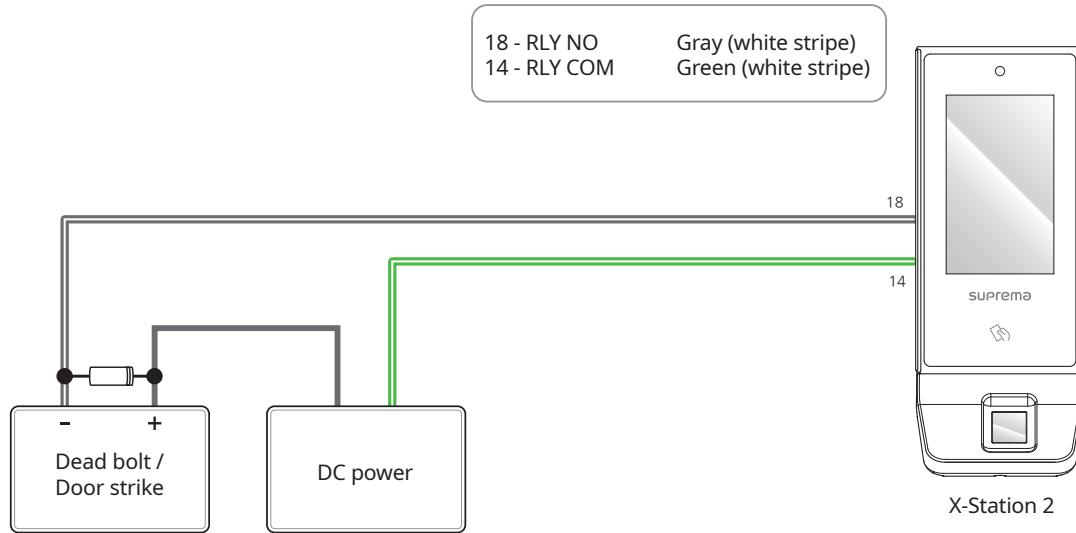 18 - RLY NO Gray (white stripe)
14 - RLY COM Green (white stripe)
18
14
suprema
- +
Dead bolt /
Door strike
DC power
X-Station 2